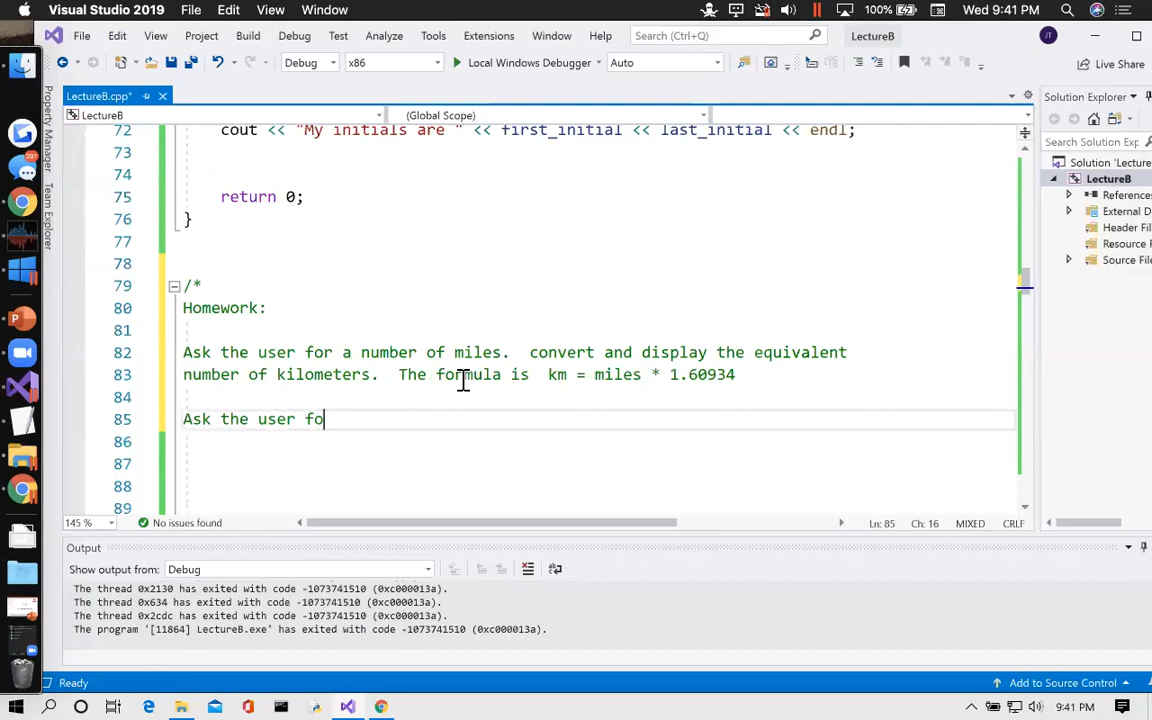 Visual Studio 2019 File Edit View Window 100% Wed 9:41 PM
File Edit View Project Build Debug Test Analyze Tools Extensions Window Help Search (Ctrl+Q) LectureB JT
Debug x86 Local Windows Debugger Auto Live Share
LectureB.cpp*
LectureB (Global Scope)
Property Manager
Team Explorer
297
72 cout << "My initials are " << first_initial << last_initial << endl;
73
74
75 return 0;
76 }
77
78
79 /*
80 Homework:
81
82 Ask the user for a number of miles.  convert and display the equivalent
83 number of kilometers.  The formula is  km = miles * 1.60934
84
85 Ask the user fo
86
87
88
89
145 % No issues found Ln: 85 Ch: 16 MIXED CRLF
Solution Explorer
Search Solution Exp
Solution 'Lecture
LectureB
References
External D
Header File
Resource F
Source File
Output
Show output from: Debug
The thread 0x2130 has exited with code -1073741510 (0xc000013a).
The thread 0x634 has exited with code -1073741510 (0xc000013a).
The thread 0x2cdc has exited with code -1073741510 (0xc000013a).
The program '[11864] LectureB.exe' has exited with code -1073741510 (0xc000013a).
Ready Add to Source Control
9:41 PM